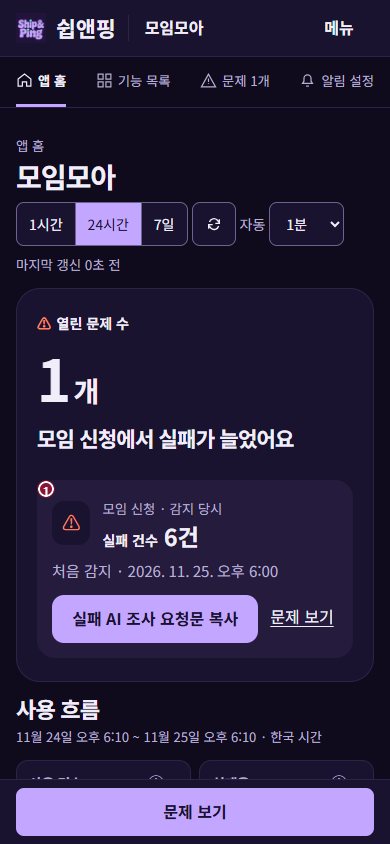 Ship&Ping 쉽앤핑 모임모아 메뉴
앱 홈 기능 목록 문제 1개 알림 설정
앱 홈
모임모아
1시간 24시간 7일 자동 1분
마지막 갱신 0초 전
열린 문제 수
1개
모임 신청에서 실패가 늘었어요
1
모임 신청 · 감지 당시
실패 건수 6건
처음 감지 · 2026. 11. 25. 오후 6:00
실패 AI 조사 요청문 복사 문제 보기
사용 흐름
11월 24일 오후 6:10 ~ 11월 25일 오후 6:10 · 한국 시간
문제 보기